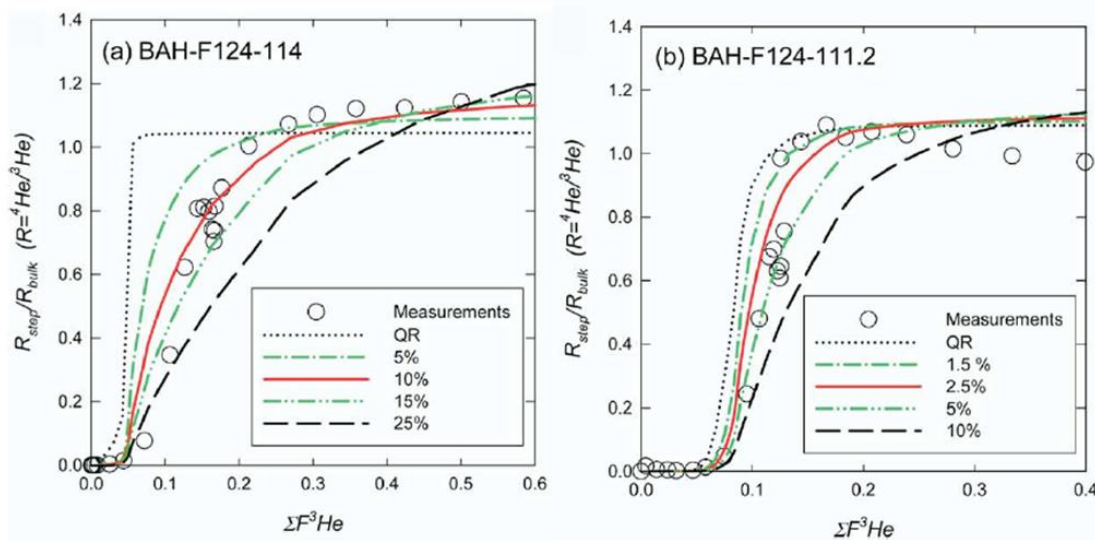 (a) BAH-F124-114
R_step/R_bulk (R=⁴He/³He)
1.4
1.2
1.0
0.8
0.6
0.4
0.2
0.0
Measurements
QR
5%
10%
15%
25%
0.0 0.1 0.2 0.3 0.4 0.5 0.6
ΣF³He
(b) BAH-F124-111.2
R_step/R_bulk (R=⁴He/³He)
1.4
1.2
1.0
0.8
0.6
0.4
0.2
0.0
Measurements
QR
1.5 %
2.5%
5%
10%
0.0 0.1 0.2 0.3 0.4
ΣF³He